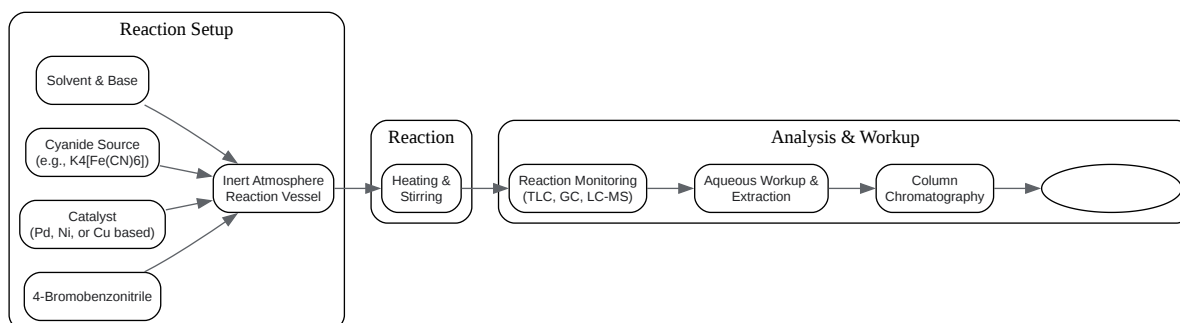 Reaction Setup
Solvent & Base
Cyanide Source
(e.g., K4[Fe(CN)6])
Catalyst
(Pd, Ni, or Cu based)
4-Bromobenzonitrile
Inert Atmosphere
Reaction Vessel
Reaction
Heating &
Stirring
Analysis & Workup
Reaction Monitoring
(TLC, GC, LC-MS)
Aqueous Workup &
Extraction
Column
Chromatography